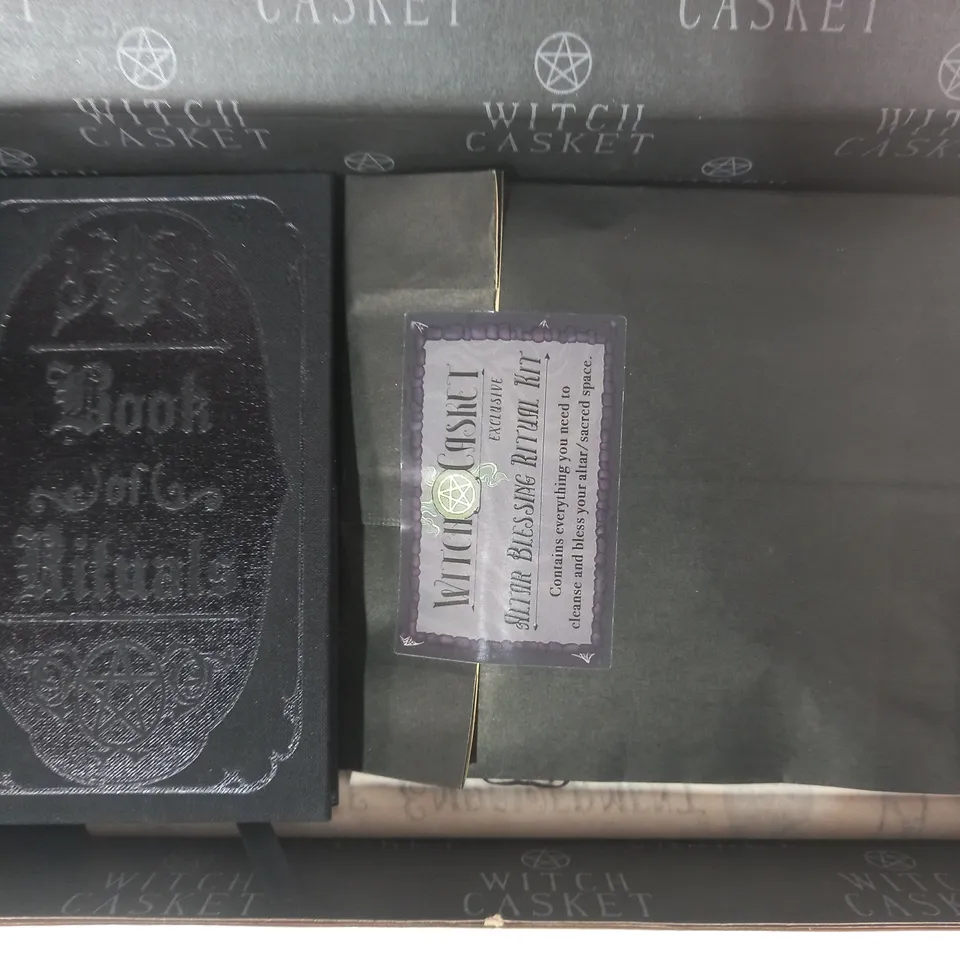 CASKET
CASKET
WITCH
CASKET
WITCH
CASKET
WITCH
Book
of
Rituals
WITCH CASKET
EXCLUSIVE
ALTAR BLESSING RITUAL KIT
Contains everything you need to
cleanse and bless your altar/sacred space.
WITCH
CASKET
WITCH
CASKET